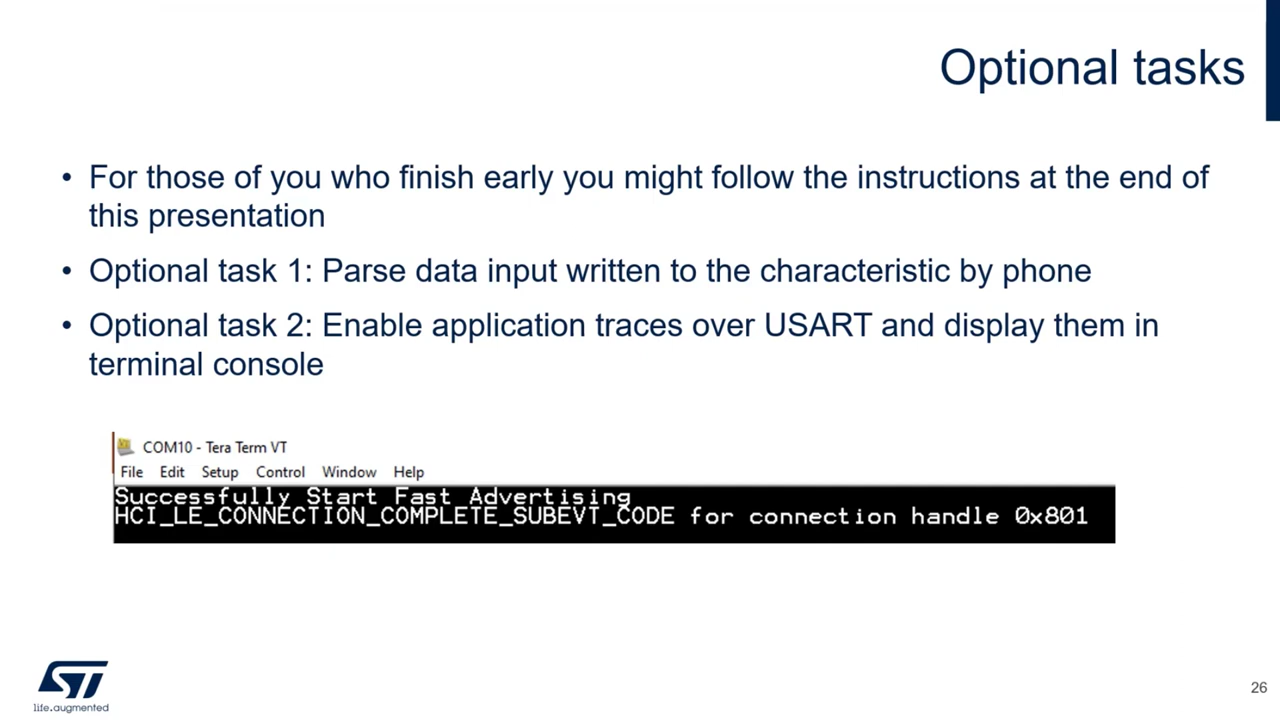 Optional tasks
• For those of you who finish early you might follow the instructions at the end of
this presentation
• Optional task 1: Parse data input written to the characteristic by phone
• Optional task 2: Enable application traces over USART and display them in
terminal console
COM10 - Tera Term VT
File Edit Setup Control Window Help
Successfully Start Fast Advertising
HCI_LE_CONNECTION_COMPLETE_SUBEVT_CODE for connection handle 0x801
ST
life.augmented
26